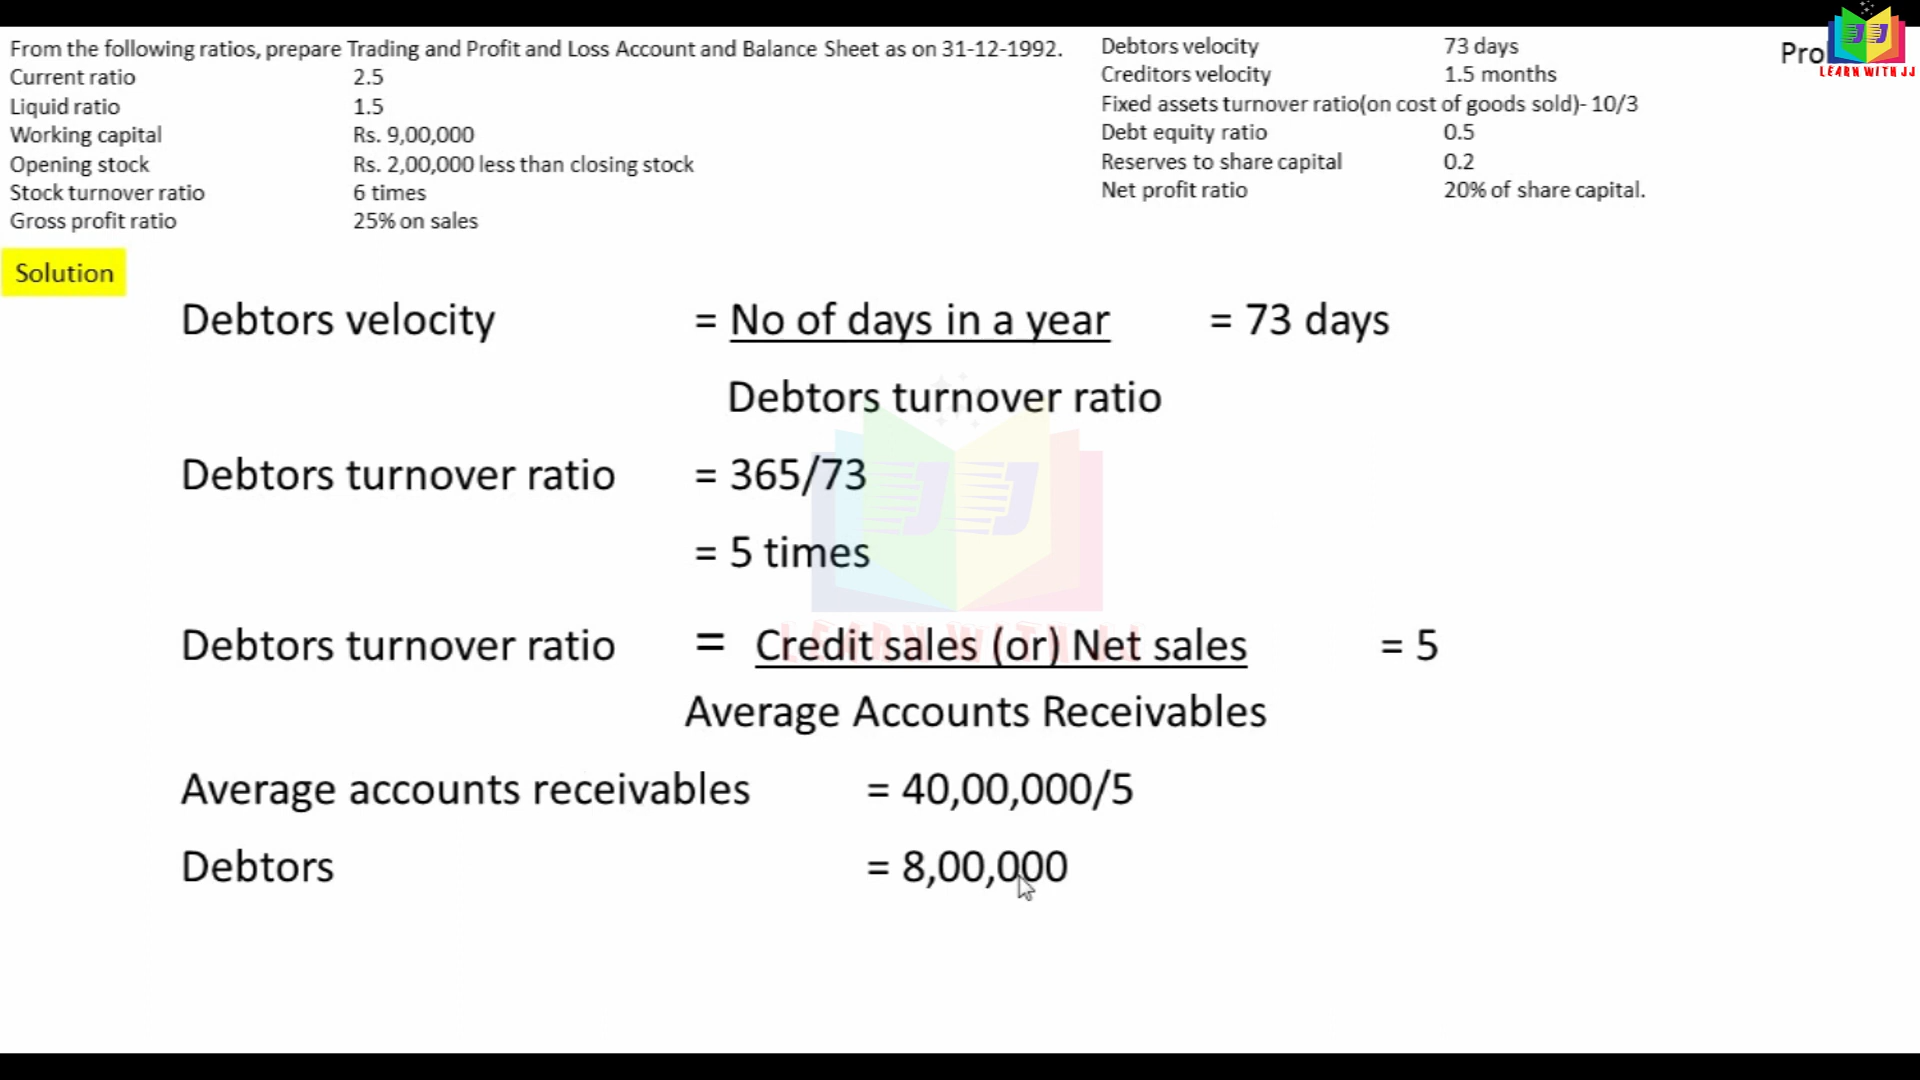 From the following ratios, prepare Trading and Profit and Loss Account and Balance Sheet as on 31-12-1992.
Current ratio 2.5
Liquid ratio 1.5
Working capital Rs. 9,00,000
Opening stock Rs. 2,00,000 less than closing stock
Stock turnover ratio 6 times
Gross profit ratio 25% on sales
Debtors velocity 73 days
Creditors velocity 1.5 months
Fixed assets turnover ratio(on cost of goods sold)- 10/3
Debt equity ratio 0.5
Reserves to share capital 0.2
Net profit ratio 20% of share capital.
Pro
JJ
LEARN WITH JJ
Solution
Debtors velocity = No of days in a year = 73 days
Debtors turnover ratio
Debtors turnover ratio = 365/73
= 5 times
Debtors turnover ratio = Credit sales (or) Net sales = 5
Average Accounts Receivables
Average accounts receivables = 40,00,000/5
Debtors = 8,00,000
JJ
LEARN WITH JJ